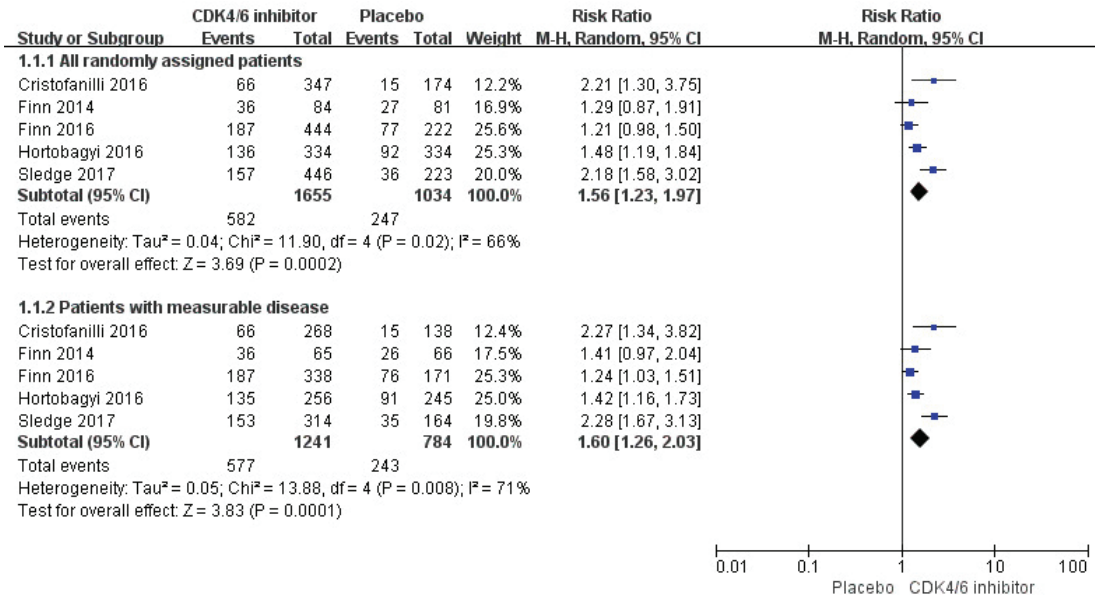 CDK4/6 inhibitor Placebo Risk Ratio Risk Ratio
Study or Subgroup Events Total Events Total Weight M-H, Random, 95% CI M-H, Random, 95% CI
1.1.1 All randomly assigned patients
Cristofanilli 2016 66 347 15 174 12.2% 2.21 [1.30, 3.75]
Finn 2014 36 84 27 81 16.9% 1.29 [0.87, 1.91]
Finn 2016 187 444 77 222 25.6% 1.21 [0.98, 1.50]
Hortobagyi 2016 136 334 92 334 25.3% 1.48 [1.19, 1.84]
Sledge 2017 157 446 36 223 20.0% 2.18 [1.58, 3.02]
Subtotal (95% CI) 1655 1034 100.0% 1.56 [1.23, 1.97]
Total events 582 247
Heterogeneity: Tau² = 0.04; Chi² = 11.90, df = 4 (P = 0.02); I² = 66%
Test for overall effect: Z = 3.69 (P = 0.0002)
1.1.2 Patients with measurable disease
Cristofanilli 2016 66 268 15 138 12.4% 2.27 [1.34, 3.82]
Finn 2014 36 65 26 66 17.5% 1.41 [0.97, 2.04]
Finn 2016 187 338 76 171 25.3% 1.24 [1.03, 1.51]
Hortobagyi 2016 135 256 91 245 25.0% 1.42 [1.16, 1.73]
Sledge 2017 153 314 35 164 19.8% 2.28 [1.67, 3.13]
Subtotal (95% CI) 1241 784 100.0% 1.60 [1.26, 2.03]
Total events 577 243
Heterogeneity: Tau² = 0.05; Chi² = 13.88, df = 4 (P = 0.008); I² = 71%
Test for overall effect: Z = 3.83 (P = 0.0001)
0.01 0.1 1 10 100
Placebo CDK4/6 inhibitor